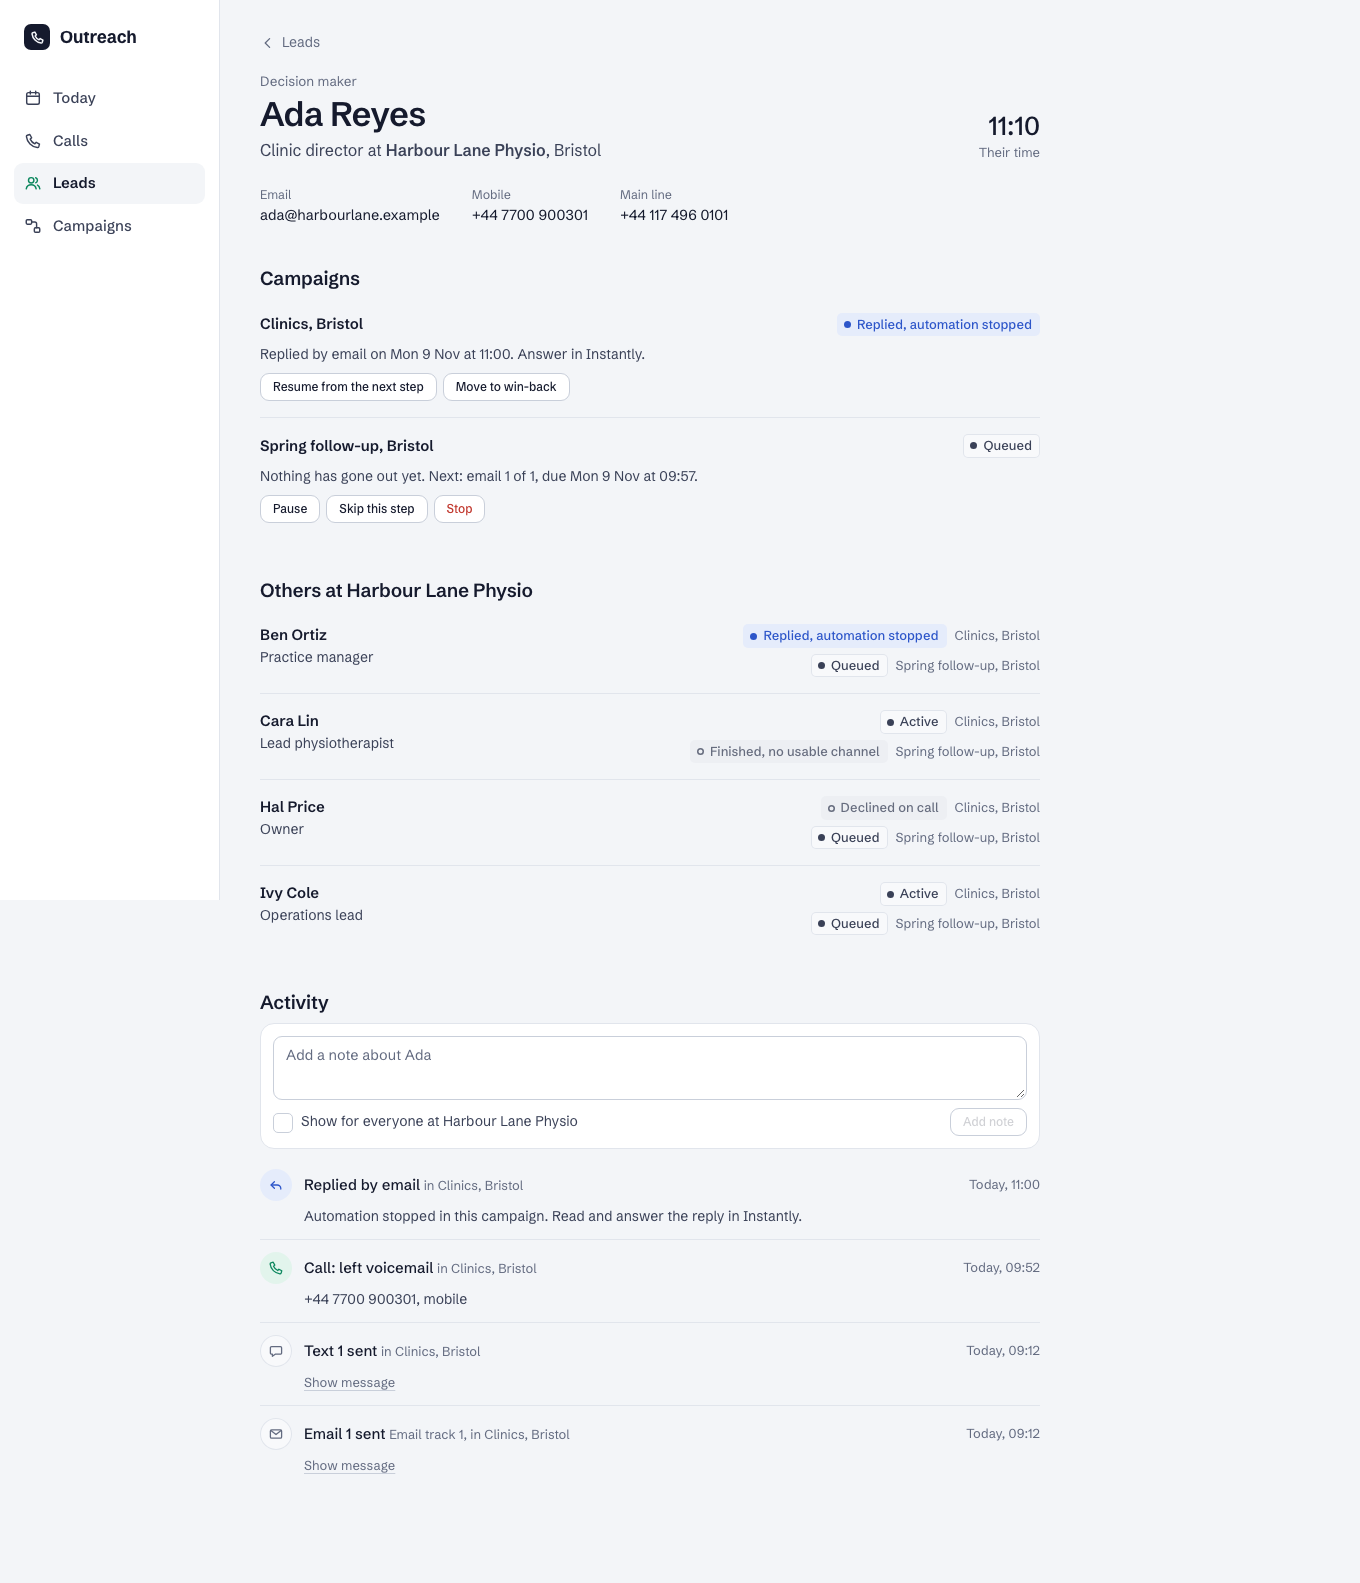 Outreach
Today
Calls
Leads
Campaigns
Leads
Decision maker
Ada Reyes
Clinic director at Harbour Lane Physio, Bristol
11:10
Their time
Email
ada@harbourlane.example
Mobile
+44 7700 900301
Main line
+44 117 496 0101
Campaigns
Clinics, Bristol
Replied, automation stopped
Replied by email on Mon 9 Nov at 11:00. Answer in Instantly.
Resume from the next step
Move to win-back
Spring follow-up, Bristol
Queued
Nothing has gone out yet. Next: email 1 of 1, due Mon 9 Nov at 09:57.
Pause
Skip this step
Stop
Others at Harbour Lane Physio
Ben Ortiz
Practice manager
Replied, automation stopped Clinics, Bristol
Queued Spring follow-up, Bristol
Cara Lin
Lead physiotherapist
Active Clinics, Bristol
Finished, no usable channel Spring follow-up, Bristol
Hal Price
Owner
Declined on call Clinics, Bristol
Queued Spring follow-up, Bristol
Ivy Cole
Operations lead
Active Clinics, Bristol
Queued Spring follow-up, Bristol
Activity
Add a note about Ada
Show for everyone at Harbour Lane Physio
Add note
Replied by email in Clinics, Bristol
Today, 11:00
Automation stopped in this campaign. Read and answer the reply in Instantly.
Call: left voicemail in Clinics, Bristol
Today, 09:52
+44 7700 900301, mobile
Text 1 sent in Clinics, Bristol
Today, 09:12
Show message
Email 1 sent Email track 1, in Clinics, Bristol
Today, 09:12
Show message